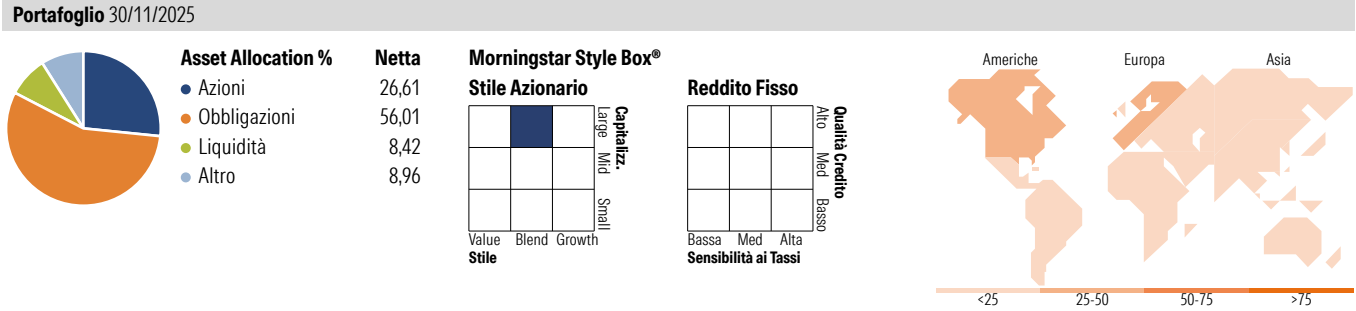 Portafoglio 30/11/2025
Asset Allocation % Netta
Azioni 26,61
Obbligazioni 56,01
Liquidità 8,42
Altro 8,96
Morningstar Style Box®
Stile Azionario
Large Mid Small
Capitalizz.
Value Blend Growth
Stile
Reddito Fisso
Alto Med Basso
Qualità Credito
Bassa Med Alta
Sensibilità ai Tassi
Americhe Europa Asia
<25 25-50 50-75 >75